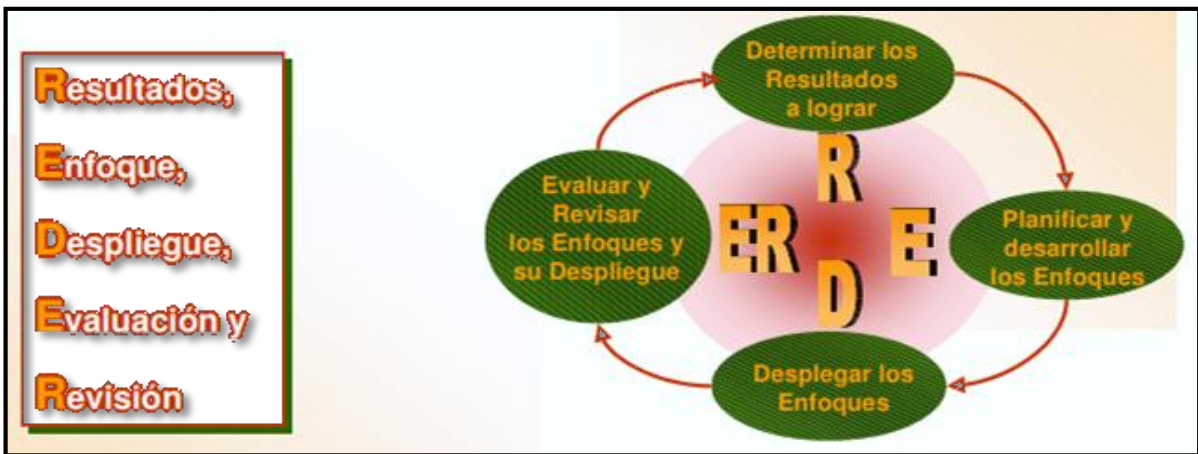 Resultados,
Enfoque,
Despliegue,
Evaluación y
Revisión
Determinar los
Resultados
a lograr
R
Evaluar y
Revisar
los Enfoques y
su Despliegue
ER
E
Planificar y
desarrollar
los Enfoques
D
Desplegar los
Enfoques